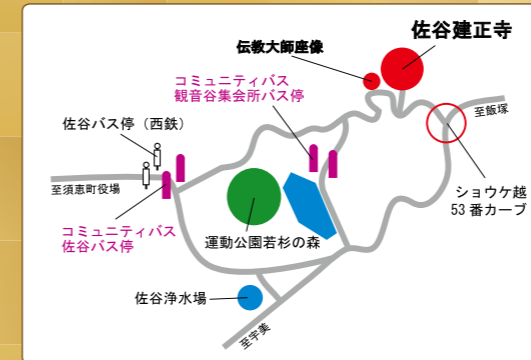 佐谷建正寺
伝教大師座像
コミュニティバス
観音谷集会所バス停
至飯塚
佐谷バス停（西鉄）
至須恵町役場
ショウケ越
53番カーブ
コミュニティバス
佐谷バス停
運動公園若杉の森
佐谷浄水場
至宇美